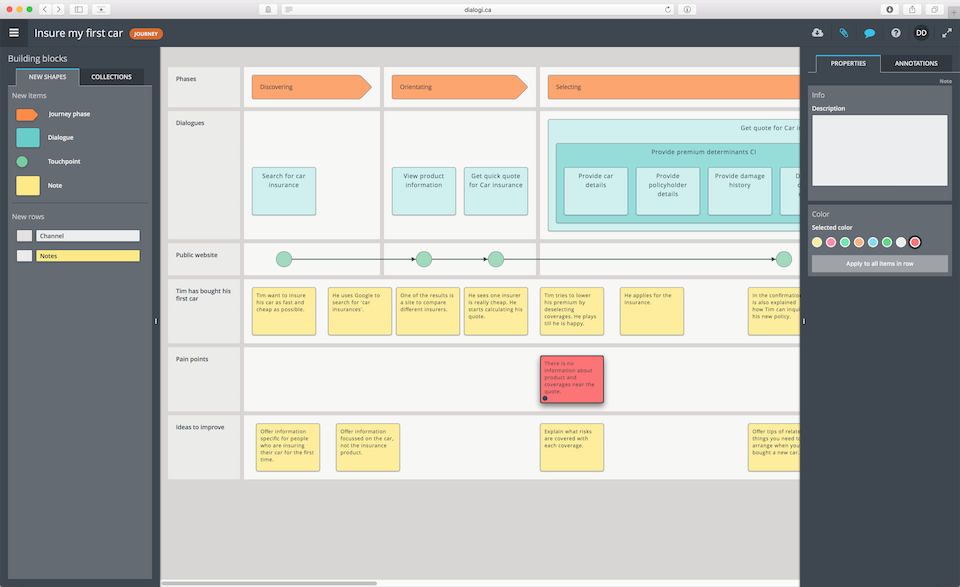 dialogi.ca
Insure my first car
JOURNEY
DD
Building blocks
NEW SHAPES
COLLECTIONS
New items
Journey phase
Dialogue
Touchpoint
Note
New rows
Channel
Notes
Phases
Discovering
Orientating
Selecting
Dialogues
Get quote for Car i
Provide premium determinants CI
Search for car
insurance
View product
information
Get quick quote
for Car insurance
Provide car
details
Provide
policyholder
details
Provide damage
history
Public website
Tim has bought his
first car
Tim want to insure
his car as fast and
cheap as possible.
He uses Google to
search for 'car
insurances'.
One of the results is
a site to compare
different insurers.
He sees one insurer
is really cheap. He
starts calculating his
quote.
Tim tries to lower
his premium by
deselecting
coverages. He plays
till he is happy.
He applies for the
insurance.
In the confirmation
is also explained
how Tim can inqui
his new policy.
Pain points
There is no
information about
product and
coverages near the
quote.
Ideas to improve
Offer information
specific for people
who are insuring
their car for the first
time.
Offer information
focussed on the car,
not the insurance
product.
Explain what risks
are covered with
each coverage.
Offer tips of relate
things you need to
arrange when you
bought a new car.
PROPERTIES
ANNOTATIONS
Note
Info
Description
Color
Selected color
Apply to all items in row